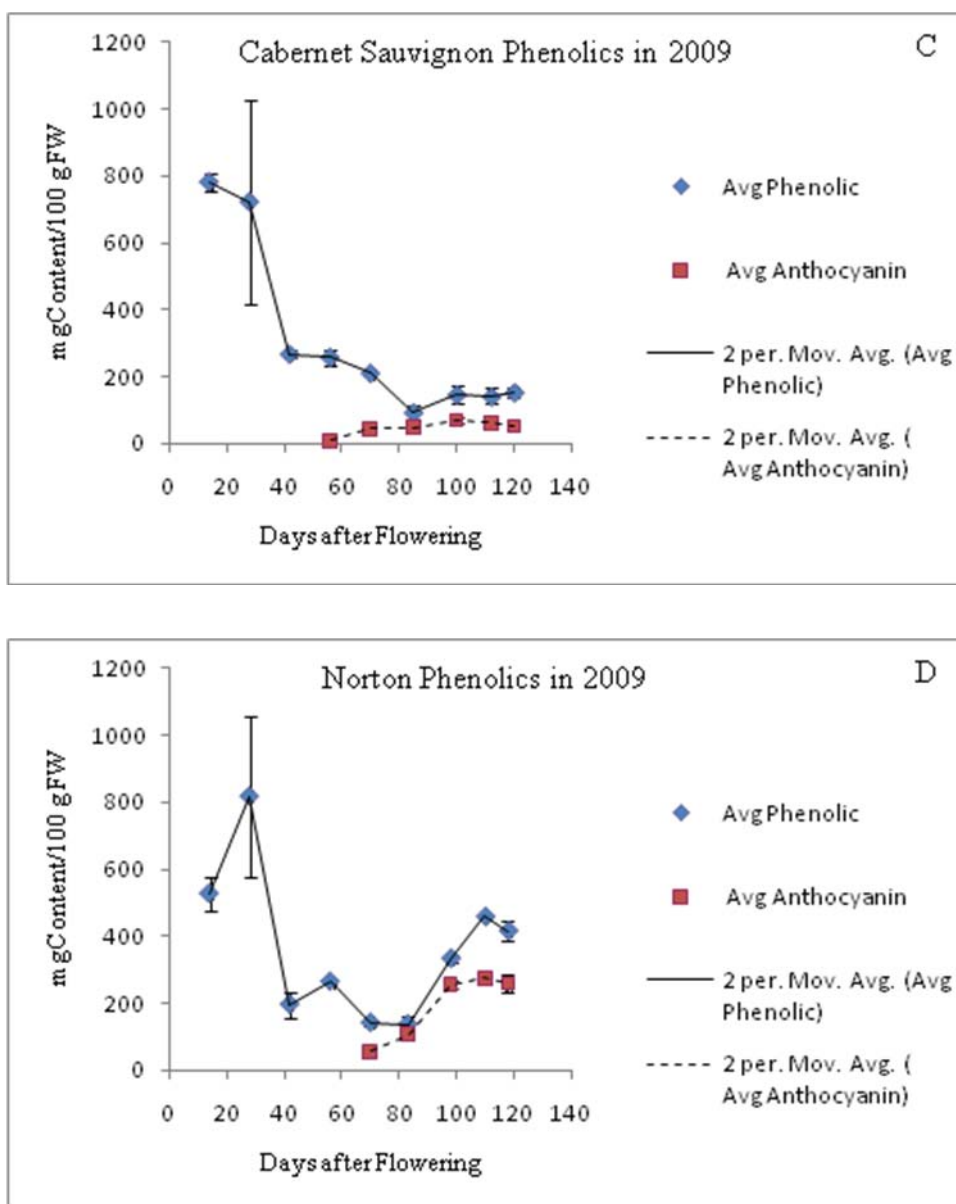 Cabernet Sauvignon Phenolics in 2009
C
mgContent/100 gFW
1200
1000
800
600
400
200
0
0 20 40 60 80 100 120 140
Days after Flowering
Avg Phenolic
Avg Anthocyanin
2 per. Mov. Avg. (Avg
Phenolic)
2 per. Mov. Avg. (
Avg Anthocyanin)
Norton Phenolics in 2009
D
mgContent/100 gFW
1200
1000
800
600
400
200
0
0 20 40 60 80 100 120 140
Days after Flowering
Avg Phenolic
Avg Anthocyanin
2 per. Mov. Avg. (Avg
Phenolic)
2 per. Mov. Avg. (
Avg Anthocyanin)